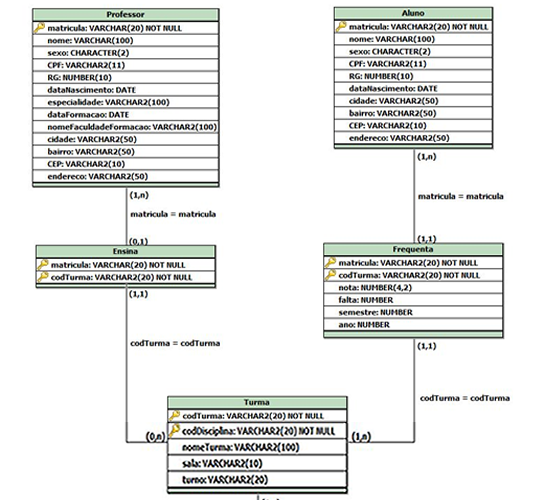 Professor
matricula: VARCHAR(20) NOT NULL
nome: VARCHAR(100)
sexo: CHARACTER(2)
CPF: VARCHAR2(11)
RG: NUMBER(10)
dataNascimento: DATE
especialidade: VARCHAR2(100)
dataFormacao: DATE
nomeFaculdadeFormacao: VARCHAR2(100)
cidade: VARCHAR2(50)
bairro: VARCHAR2(50)
CEP: VARCHAR2(10)
endereco: VARCHAR2(50)
(1,n)
matricula = matricula
(0,1)
Aluno
matricula: VARCHAR2(20) NOT NULL
nome: VARCHAR(100)
sexo: CHARACTER(2)
CPF: VARCHAR2(11)
RG: NUMBER(10)
dataNascimento: DATE
cidade: VARCHAR2(50)
bairro: VARCHAR2(50)
CEP: VARCHAR2(10)
endereco: VARCHAR2(50)
(1,n)
matricula = matricula
(1,1)
Ensina
matricula: VARCHAR(20) NOT NULL
codTurma: VARCHAR2(20) NOT NULL
(1,1)
codTurma = codTurma
(0,n)
Frequenta
matricula: VARCHAR2(20) NOT NULL
codTurma: VARCHAR2(20) NOT NULL
nota: NUMBER(4,2)
falta: NUMBER
semestre: NUMBER
ano: NUMBER
(1,1)
codTurma = codTurma
(1,n)
Turma
codTurma: VARCHAR2(20) NOT NULL
codDisciplina: VARCHAR2(20) NOT NULL
nomeTurma: VARCHAR2(100)
sala: VARCHAR2(10)
turno: VARCHAR2(20)